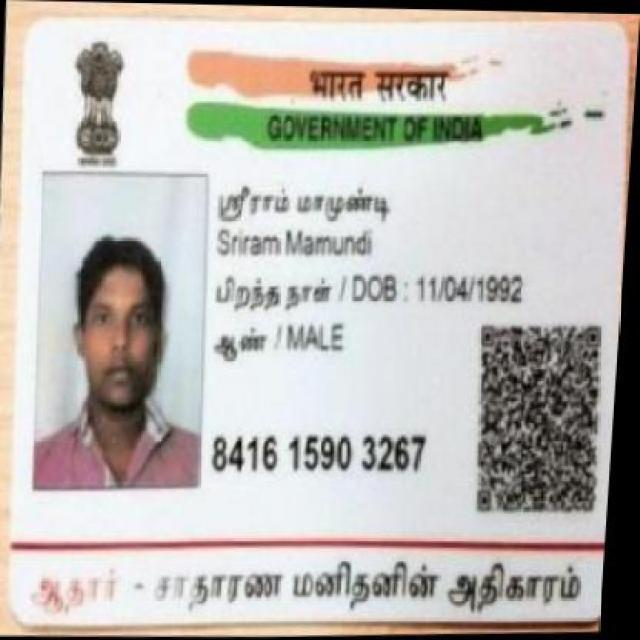 भारत सरकार
GOVERNMENT OF INDIA
ஸ்ரீராம் மாமுண்டி
Sriram Mamundi
பிறந்த நாள் / DOB : 11/04/1992
ஆண் / MALE
8416 1590 3267
ஆதார் - சாதாரண மனிதனின் அதிகாரம்